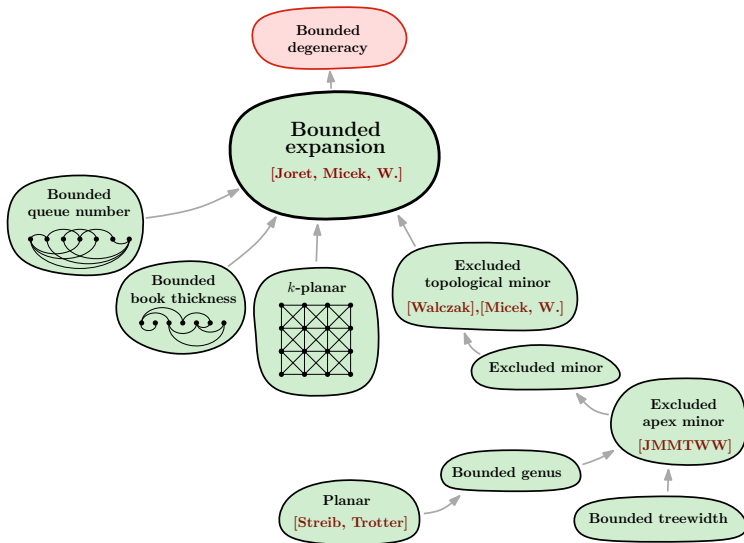 Bounded
degeneracy
Bounded
expansion
[Joret, Micek, W.]
Bounded
queue number
Bounded
book thickness
k-planar
Excluded
topological minor
[Walczak],[Micek, W.]
Excluded minor
Excluded
apex minor
[JMMTWW]
Bounded genus
Planar
[Streib, Trotter]
Bounded treewidth